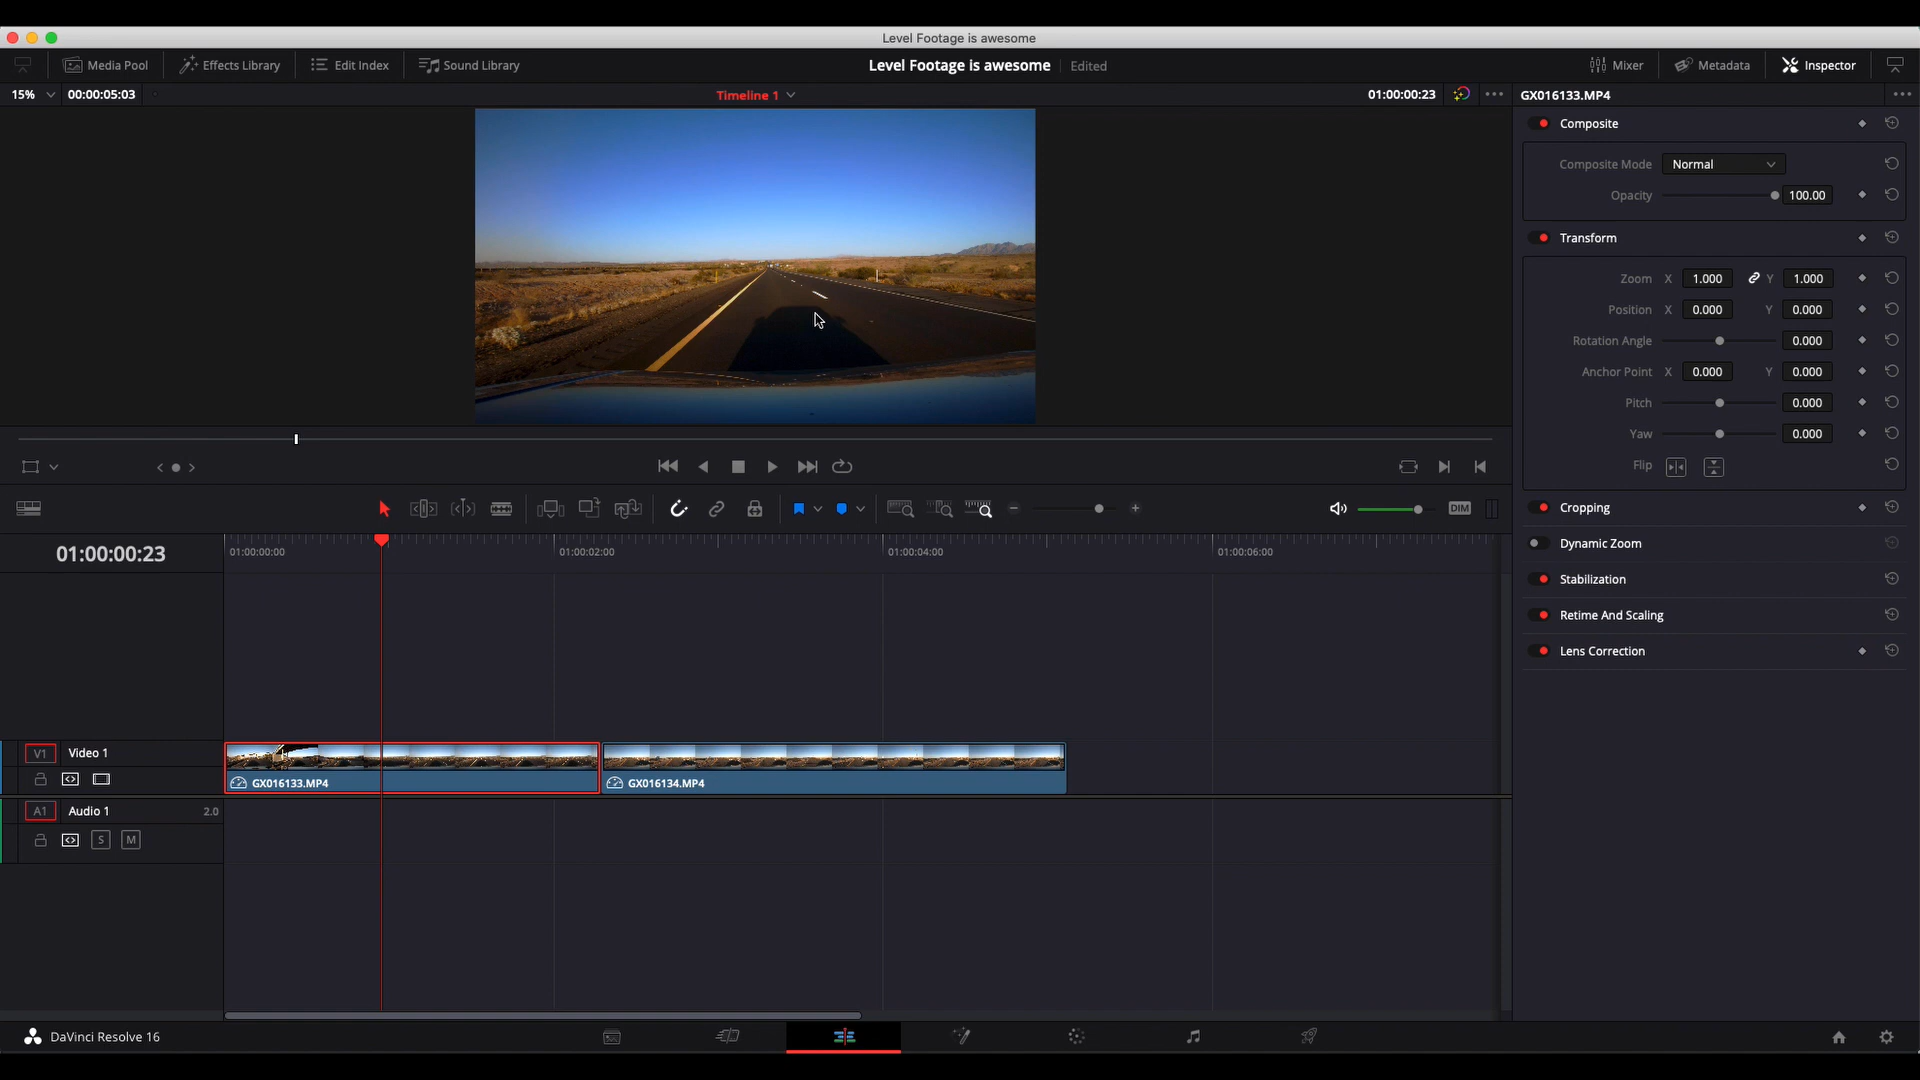 Level Footage is awesome
Media Pool
Effects Library
Edit Index
Sound Library
Level Footage is awesome
Edited
Mixer
Metadata
Inspector
15%
00:00:05:03
Timeline 1
01:00:00:23
GX016133.MP4
Composite
Composite Mode
Normal
Opacity
100.00
Transform
Zoom X 1.000 Y 1.000
Position X 0.000 Y 0.000
Rotation Angle 0.000
Anchor Point X 0.000 Y 0.000
Pitch 0.000
Yaw 0.000
Flip
Cropping
Dynamic Zoom
Stabilization
Retime And Scaling
Lens Correction
DIM
01:00:00:23
01:00:00:00
01:00:02:00
01:00:04:00
01:00:06:00
V1 Video 1
GX016133.MP4
GX016134.MP4
A1 Audio 1 2.0
S M
DaVinci Resolve 16